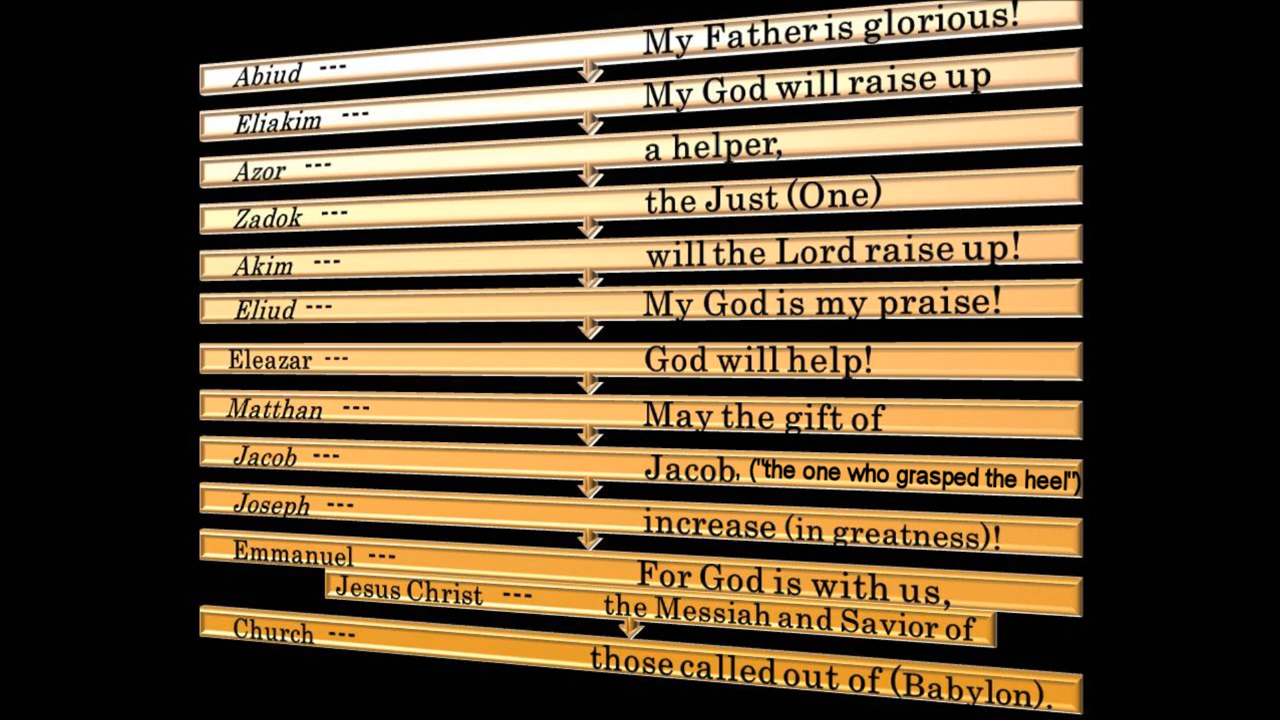 Abiud --- My Father is glorious!
Eliakim --- My God will raise up
Azor --- a helper,
Zadok --- the Just (One)
Akim --- will the Lord raise up!
Eliud --- My God is my praise!
Eleazar --- God will help!
Matthan --- May the gift of
Jacob --- Jacob, ("the one who grasped the heel")
Joseph --- increase (in greatness)!
Emmanuel --- For God is with us,
Jesus Christ --- the Messiah and Savior of
Church --- those called out of (Babylon).